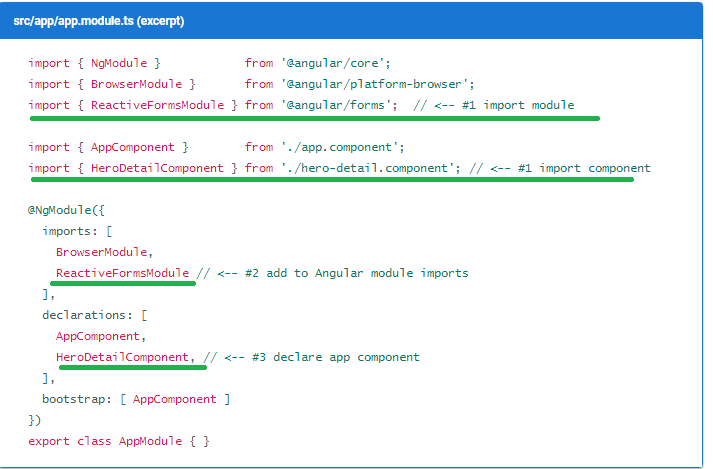 src/app/app.module.ts (excerpt)
import { NgModule }            from '@angular/core';
import { BrowserModule }       from '@angular/platform-browser';
import { ReactiveFormsModule } from '@angular/forms';  // <-- #1 import module
import { AppComponent }        from './app.component';
import { HeroDetailComponent } from './hero-detail.component'; // <-- #1 import component
@NgModule({
  imports: [
    BrowserModule,
    ReactiveFormsModule // <-- #2 add to Angular module imports
  ],
  declarations: [
    AppComponent,
    HeroDetailComponent, // <-- #3 declare app component
  ],
  bootstrap: [ AppComponent ]
})
export class AppModule { }